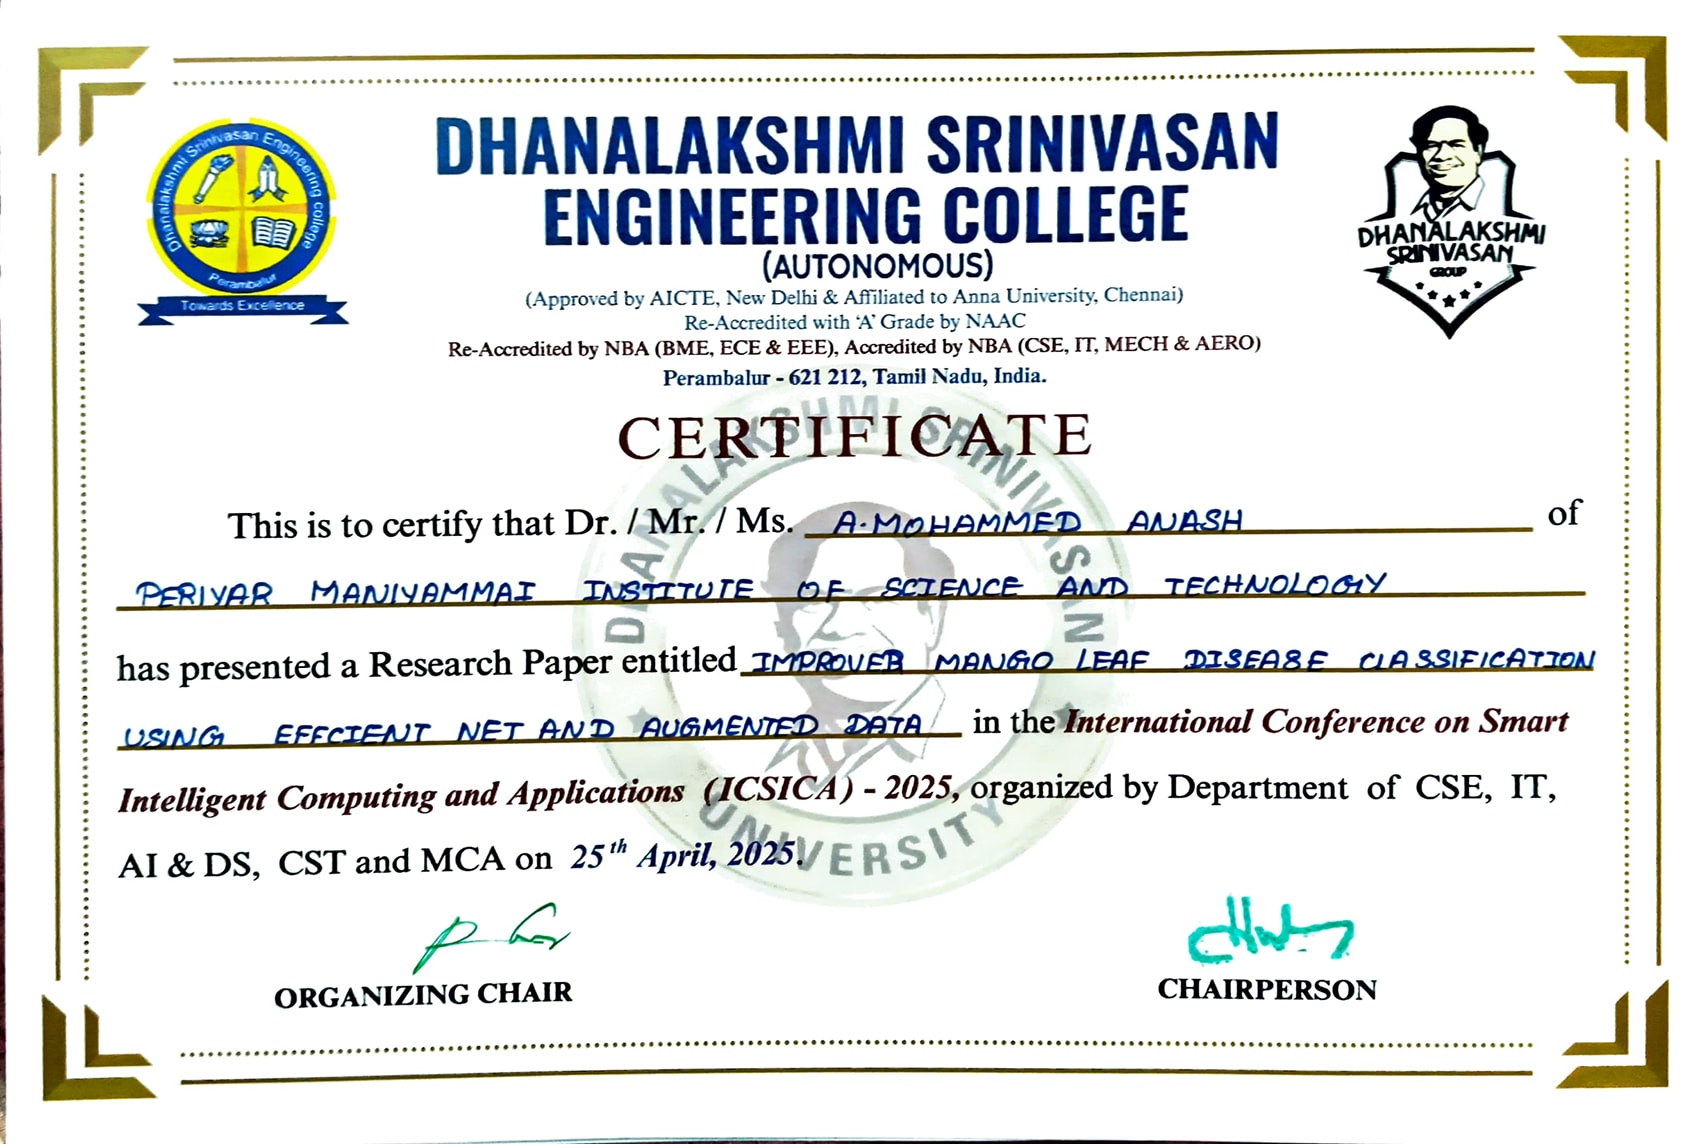 Dhanalakshmi Srinivasan Engineering college
Perambalur
Towards Excellence
DHANALAKSHMI SRINIVASAN
ENGINEERING COLLEGE
(AUTONOMOUS)
(Approved by AICTE, New Delhi & Affiliated to Anna University, Chennai)
Re-Accredited with ‘A’ Grade by NAAC
Re-Accredited by NBA (BME, ECE & EEE), Accredited by NBA (CSE, IT, MECH & AERO)
Perambalur - 621 212, Tamil Nadu, India.
DHANALAKSHMI
SRINIVASAN
GROUP
CERTIFICATE
DHANALAKSHMI SRINIVASAN
UNIVERSITY
This is to certify that Dr. / Mr. / Ms. A.MOHAMMED ANASH of
PERIYAR MANIYAMMAI INSTITUTE OF SCIENCE AND TECHNOLOGY
has presented a Research Paper entitled MANGO LEAF DISEASE CLASSIFICATION
USING EFFCIENT NET AND AUGMENTED DATA in the International Conference on Smart
Intelligent Computing and Applications (ICSICA) - 2025, organized by Department of CSE, IT,
AI & DS, CST and MCA on 25th April, 2025.
ORGANIZING CHAIR
CHAIRPERSON